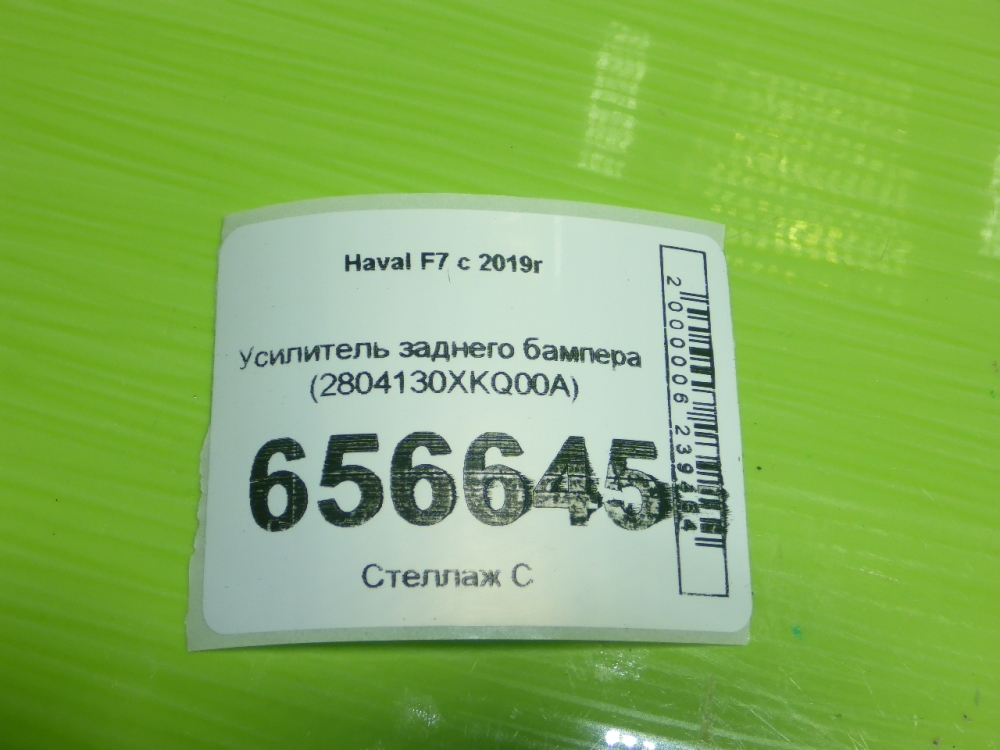 Haval F7 с 2019г
Усилитель заднего бампера
(2804130XKQ00A)
656645
Стеллаж С